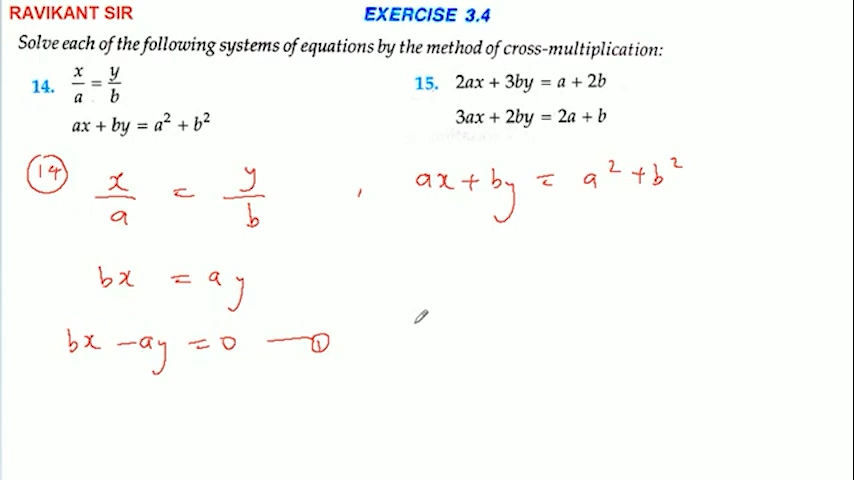 RAVIKANT SIR
EXERCISE 3.4
Solve each of the following systems of equations by the method of cross-multiplication:
14. x/a = y/b
ax + by = a² + b²
15. 2ax + 3by = a + 2b
3ax + 2by = 2a + b
14 x/a = y/b , ax + by = a² + b²
bx = ay
bx - ay = 0 — 1